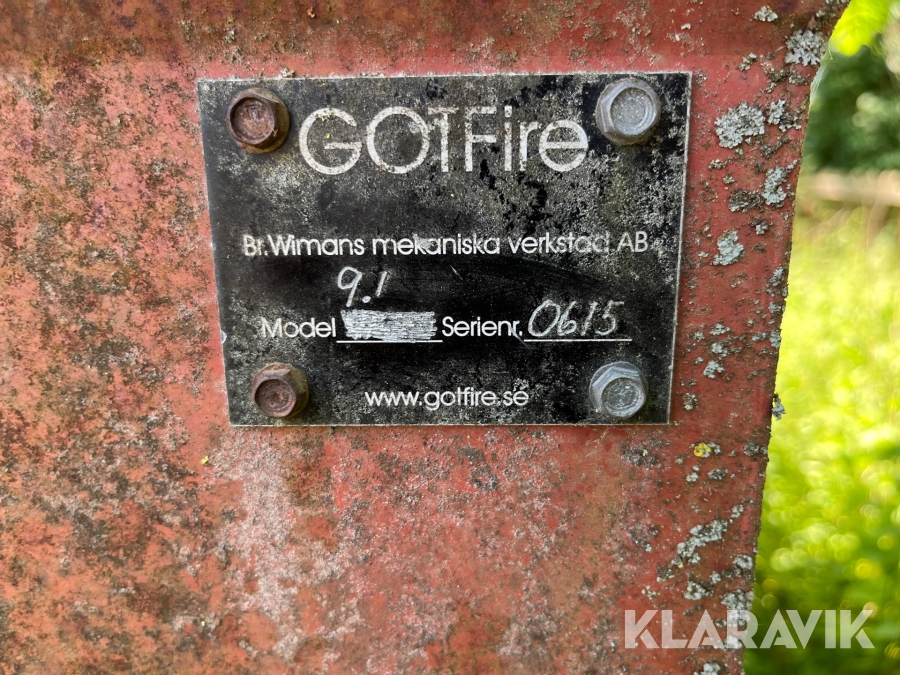 GOTFire
Br. Wimans mekaniska verkstad AB
9.1
Model Serienr. 0615
www.gotfire.se
KLARAVIK